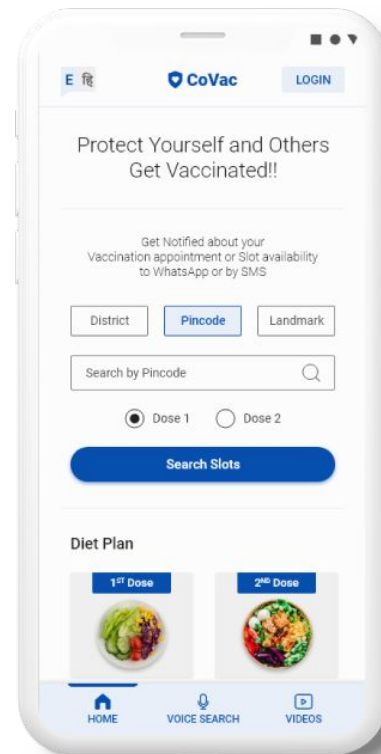 E हि
CoVac
LOGIN
Protect Yourself and Others
Get Vaccinated!!
Get Notified about your
Vaccination appointment or Slot availability
to WhatsApp or by SMS
District
Pincode
Landmark
Search by Pincode
Dose 1
Dose 2
Search Slots
Diet Plan
1ST Dose
2ND Dose
HOME
VOICE SEARCH
VIDEOS